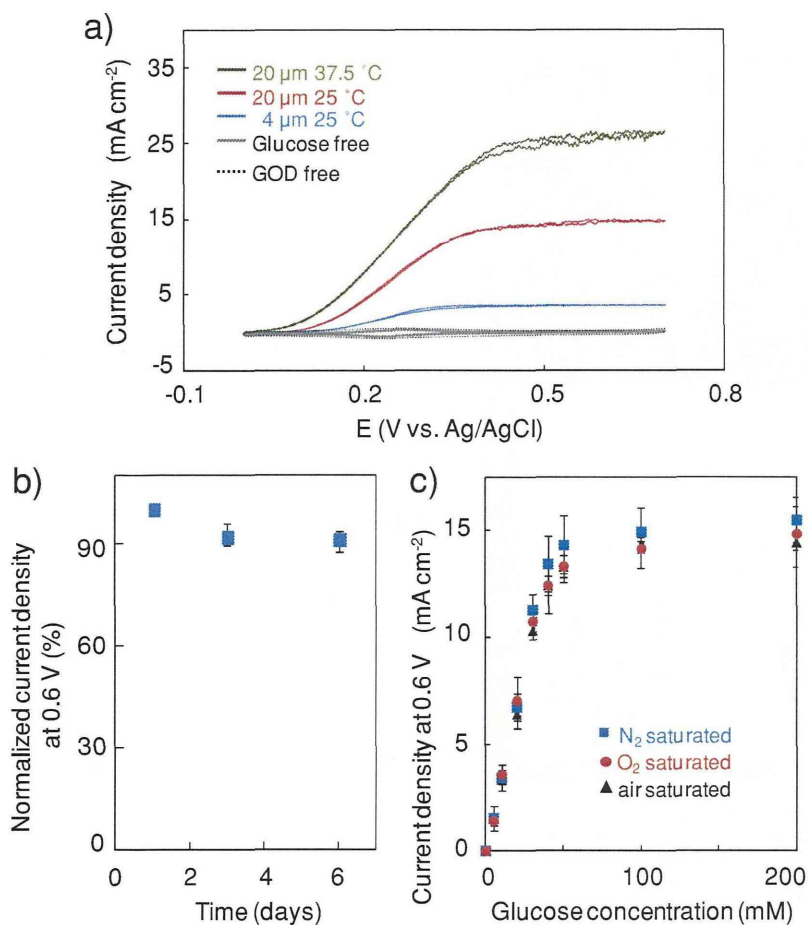 a)
Current density (mA cm-2)
35
25
15
5
-5
20 µm 37.5 ˚C
20 µm 25 ˚C
4 µm 25 ˚C
Glucose free
GOD free
-0.1 0.2 0.5 0.8
E (V vs. Ag/AgCl)
b)
Normalized current density
at 0.6 V (%)
90
60
30
0
0 2 4 6
Time (days)
c)
Current density at 0.6 V (mA cm-2)
15
10
5
0
N2 saturated
O2 saturated
air saturated
0 100 200
Glucose concentration (mM)